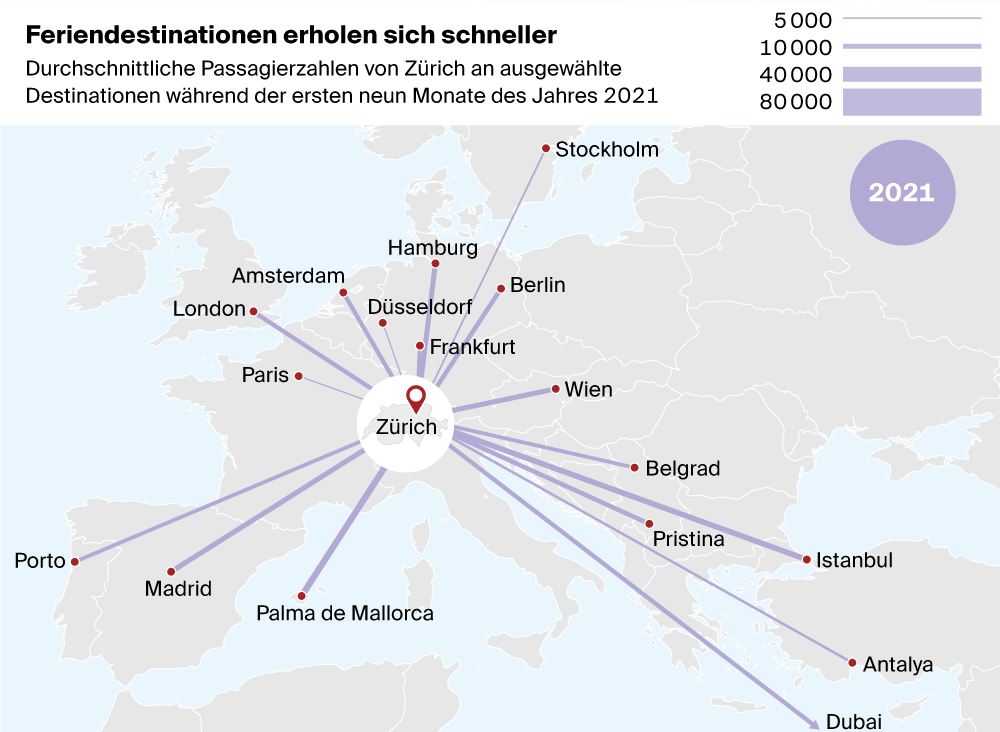 Feriendestinationen erholen sich schneller
Durchschnittliche Passagierzahlen von Zürich an ausgewählte
Destinationen während der ersten neun Monate des Jahres 2021
5 000
10 000
40 000
80 000
2021
Stockholm
Hamburg
Amsterdam
Berlin
London
Düsseldorf
Frankfurt
Paris
Wien
Zürich
Belgrad
Pristina
Porto
Istanbul
Madrid
Palma de Mallorca
Antalya
Dubai